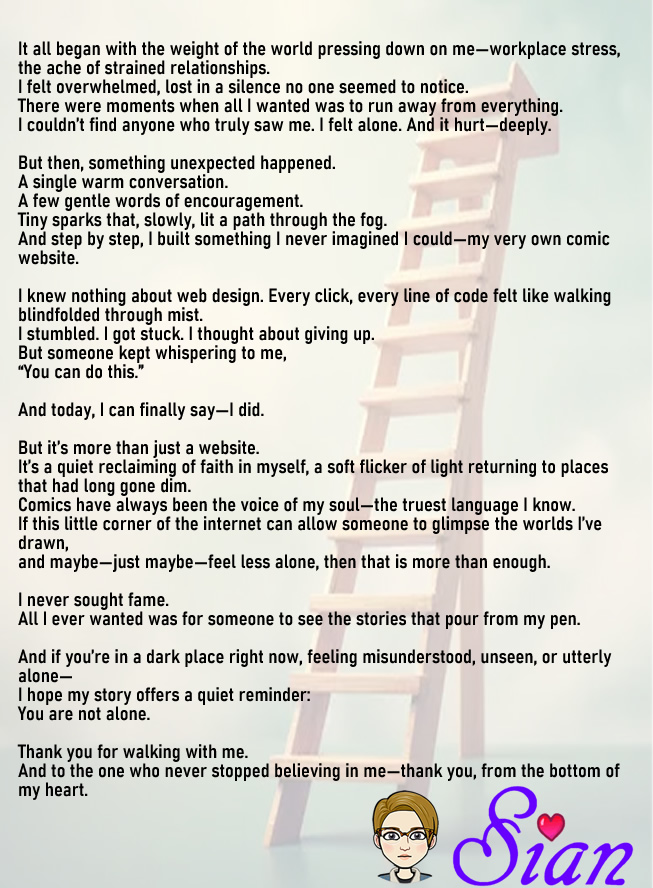 It all began with the weight of the world pressing down on me—workplace stress,
the ache of strained relationships.
I felt overwhelmed, lost in a silence no one seemed to notice.
There were moments when all I wanted was to run away from everything.
I couldn't find anyone who truly saw me. I felt alone. And it hurt—deeply.
But then, something unexpected happened.
A single warm conversation.
A few gentle words of encouragement.
Tiny sparks that, slowly, lit a path through the fog.
And step by step, I built something I never imagined I could—my very own comic
website.
I knew nothing about web design. Every click, every line of code felt like walking
blindfolded through mist.
I stumbled. I got stuck. I thought about giving up.
But someone kept whispering to me,
“You can do this.”
And today, I can finally say—I did.
But it's more than just a website.
It's a quiet reclaiming of faith in myself, a soft flicker of light returning to places
that had long gone dim.
Comics have always been the voice of my soul—the truest language I know.
If this little corner of the internet can allow someone to glimpse the worlds I've
drawn,
and maybe—just maybe—feel less alone, then that is more than enough.
I never sought fame.
All I ever wanted was for someone to see the stories that pour from my pen.
And if you're in a dark place right now, feeling misunderstood, unseen, or utterly
alone—
I hope my story offers a quiet reminder:
You are not alone.
Thank you for walking with me.
And to the one who never stopped believing in me—thank you, from the bottom of
my heart.
Sian